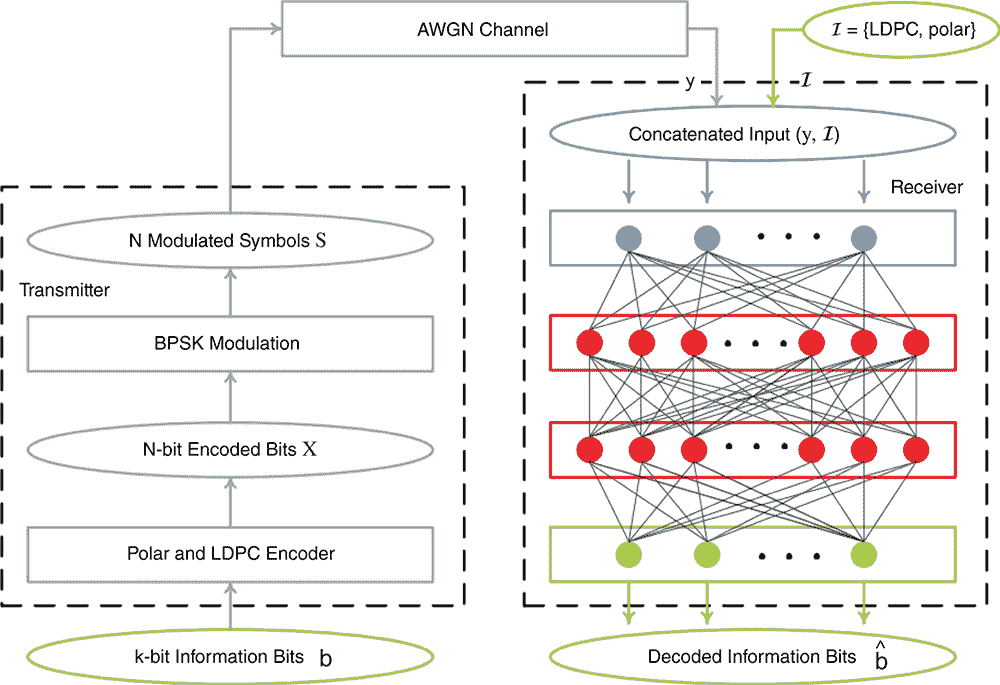 AWGN Channel
𝓘 = {LDPC, polar}
y
𝓘
Concatenated Input (y, 𝓘)
Receiver
N Modulated Symbols S
Transmitter
BPSK Modulation
N-bit Encoded Bits X
Polar and LDPC Encoder
k-bit Information Bits b
Decoded Information Bits b̂